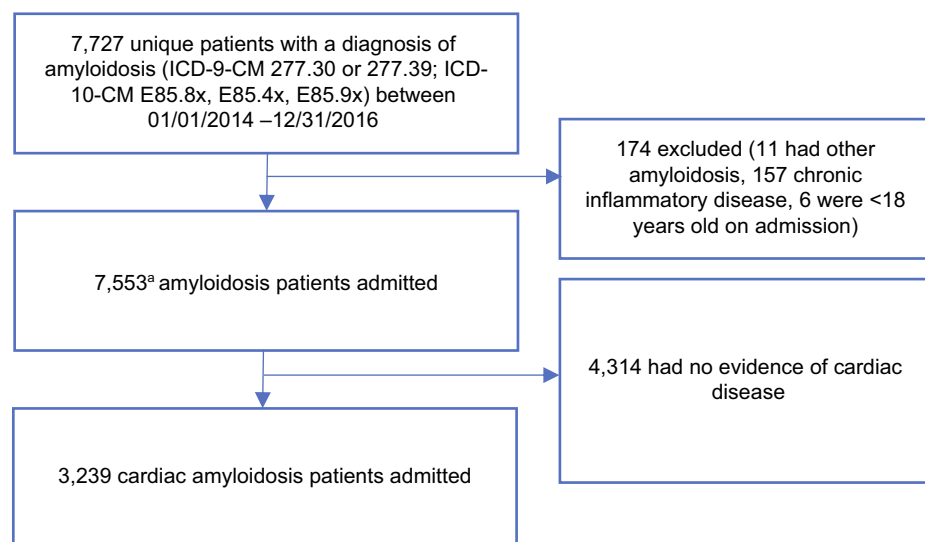 7,727 unique patients with a diagnosis of
amyloidosis (ICD-9-CM 277.30 or 277.39; ICD-
10-CM E85.8x, E85.4x, E85.9x) between
01/01/2014 –12/31/2016
174 excluded (11 had other
amyloidosis, 157 chronic
inflammatory disease, 6 were <18
years old on admission)
7,553ᵃ amyloidosis patients admitted
4,314 had no evidence of cardiac
disease
3,239 cardiac amyloidosis patients admitted